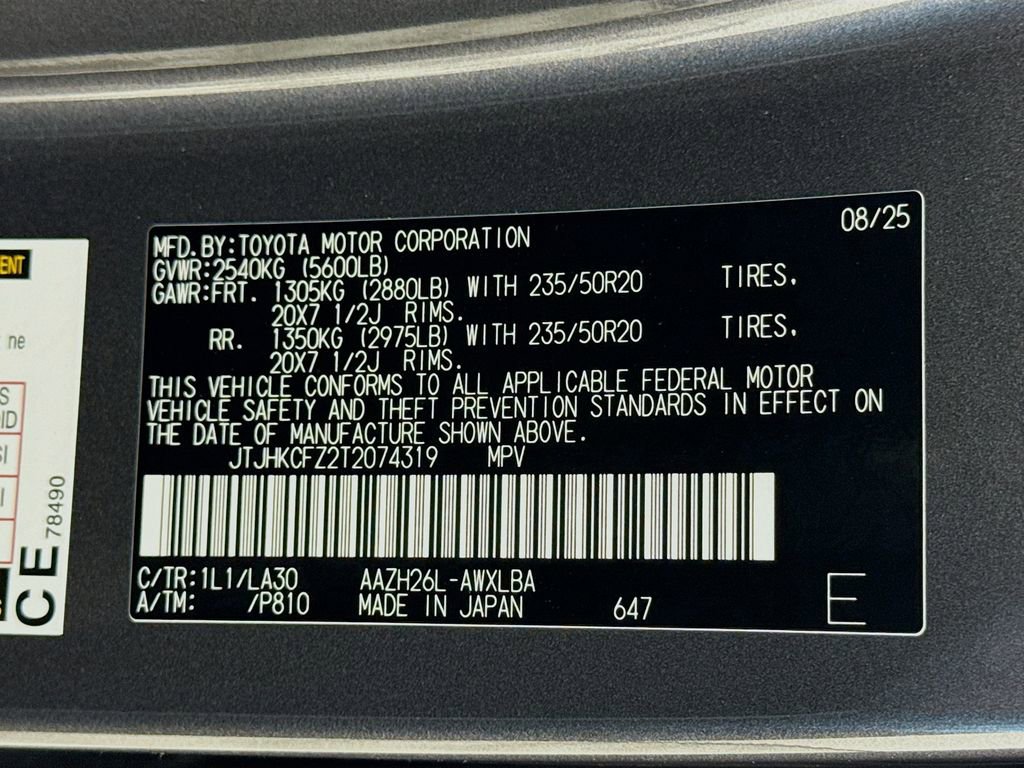 08/25
MFD.BY:TOYOTA MOTOR CORPORATION
GVWR:2540KG (5600LB)
GAWR:FRT. 1305KG (2880LB) WITH 235/50R20 TIRES.
20X7 1/2J RIMS.
RR. 1350KG (2975LB) WITH 235/50R20 TIRES.
20X7 1/2J RIMS.
THIS VEHICLE CONFORMS TO ALL APPLICABLE FEDERAL MOTOR
VEHICLE SAFETY AND THEFT PREVENTION STANDARDS IN EFFECT ON
THE DATE OF MANUFACTURE SHOWN ABOVE.
JTJHKCFZ2T2074319 MPV
C/TR:1L1/LA30 AAZH26L-AWXLBA
A/TM: /P810 MADE IN JAPAN 647 E
ne
CE 78490